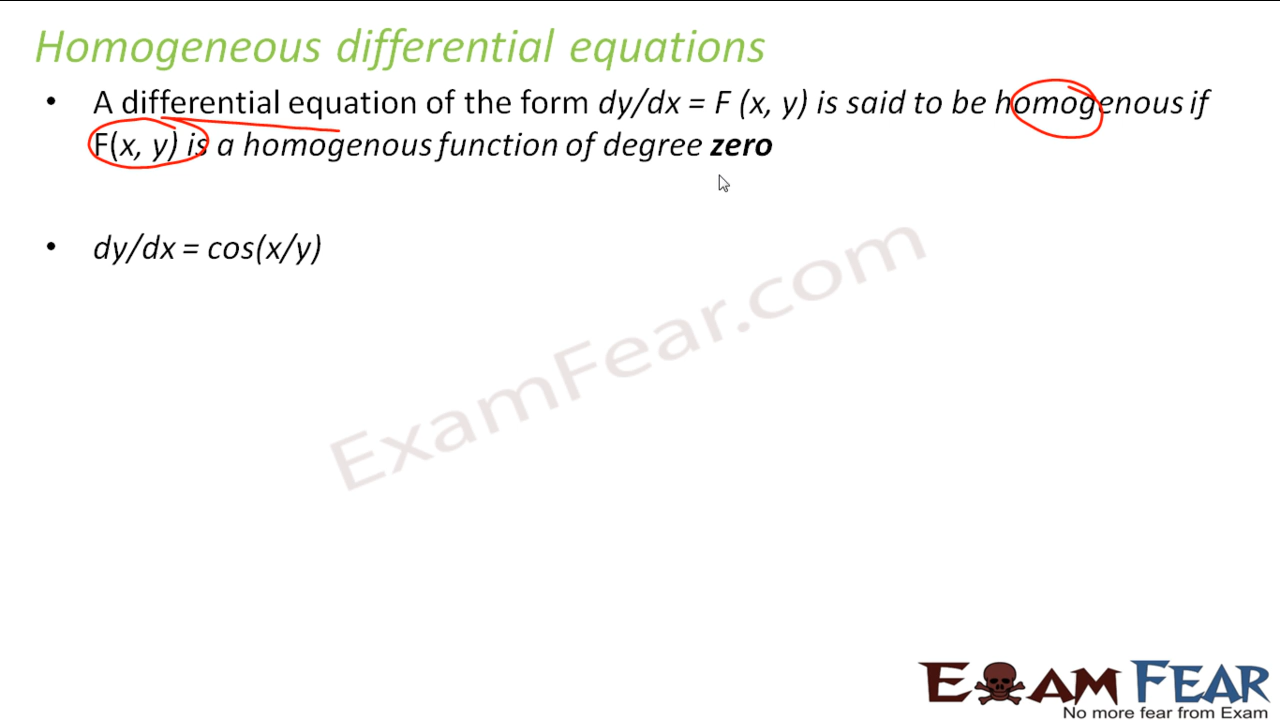 Homogeneous differential equations
• A differential equation of the form dy/dx = F (x, y) is said to be homogenous if
F(x, y) is a homogenous function of degree zero
• dy/dx = cos(x/y)
ExamFear.com
EXAM FEAR
No more fear from Exam